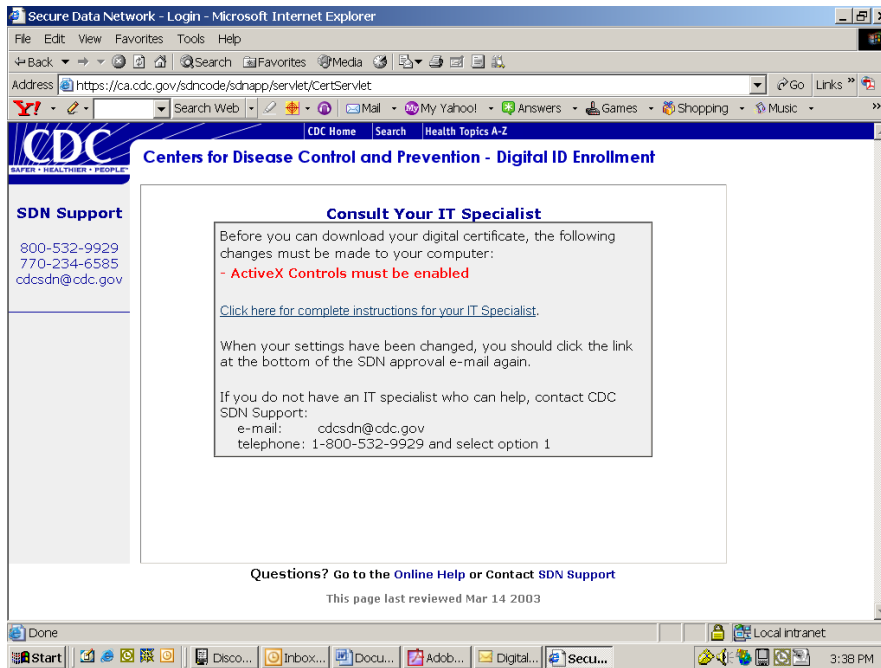 Secure Data Network - Login - Microsoft Internet Explorer
File Edit View Favorites Tools Help
Back Search Favorites Media
Address https://ca.cdc.gov/sdncode/sdnapp/servlet/CertServlet Go Links »
Y! Search Web Mail My Yahoo! Answers Games Shopping Music »
CDC Home Search Health Topics A-Z
CDC
SAFER • HEALTHIER • PEOPLE™
Centers for Disease Control and Prevention - Digital ID Enrollment
SDN Support
800-532-9929
770-234-6585
cdcsdn@cdc.gov
Consult Your IT Specialist
Before you can download your digital certificate, the following
changes must be made to your computer:
- ActiveX Controls must be enabled
Click here for complete instructions for your IT Specialist.
When your settings have been changed, you should click the link
at the bottom of the SDN approval e-mail again.
If you do not have an IT specialist who can help, contact CDC
SDN Support:
e-mail: cdcsdn@cdc.gov
telephone: 1-800-532-9929 and select option 1
Questions? Go to the Online Help or Contact SDN Support
This page last reviewed Mar 14 2003
Done Local intranet
Start Disco... Inbox... Docu... Adob... Digital... Secu... 3:38 PM